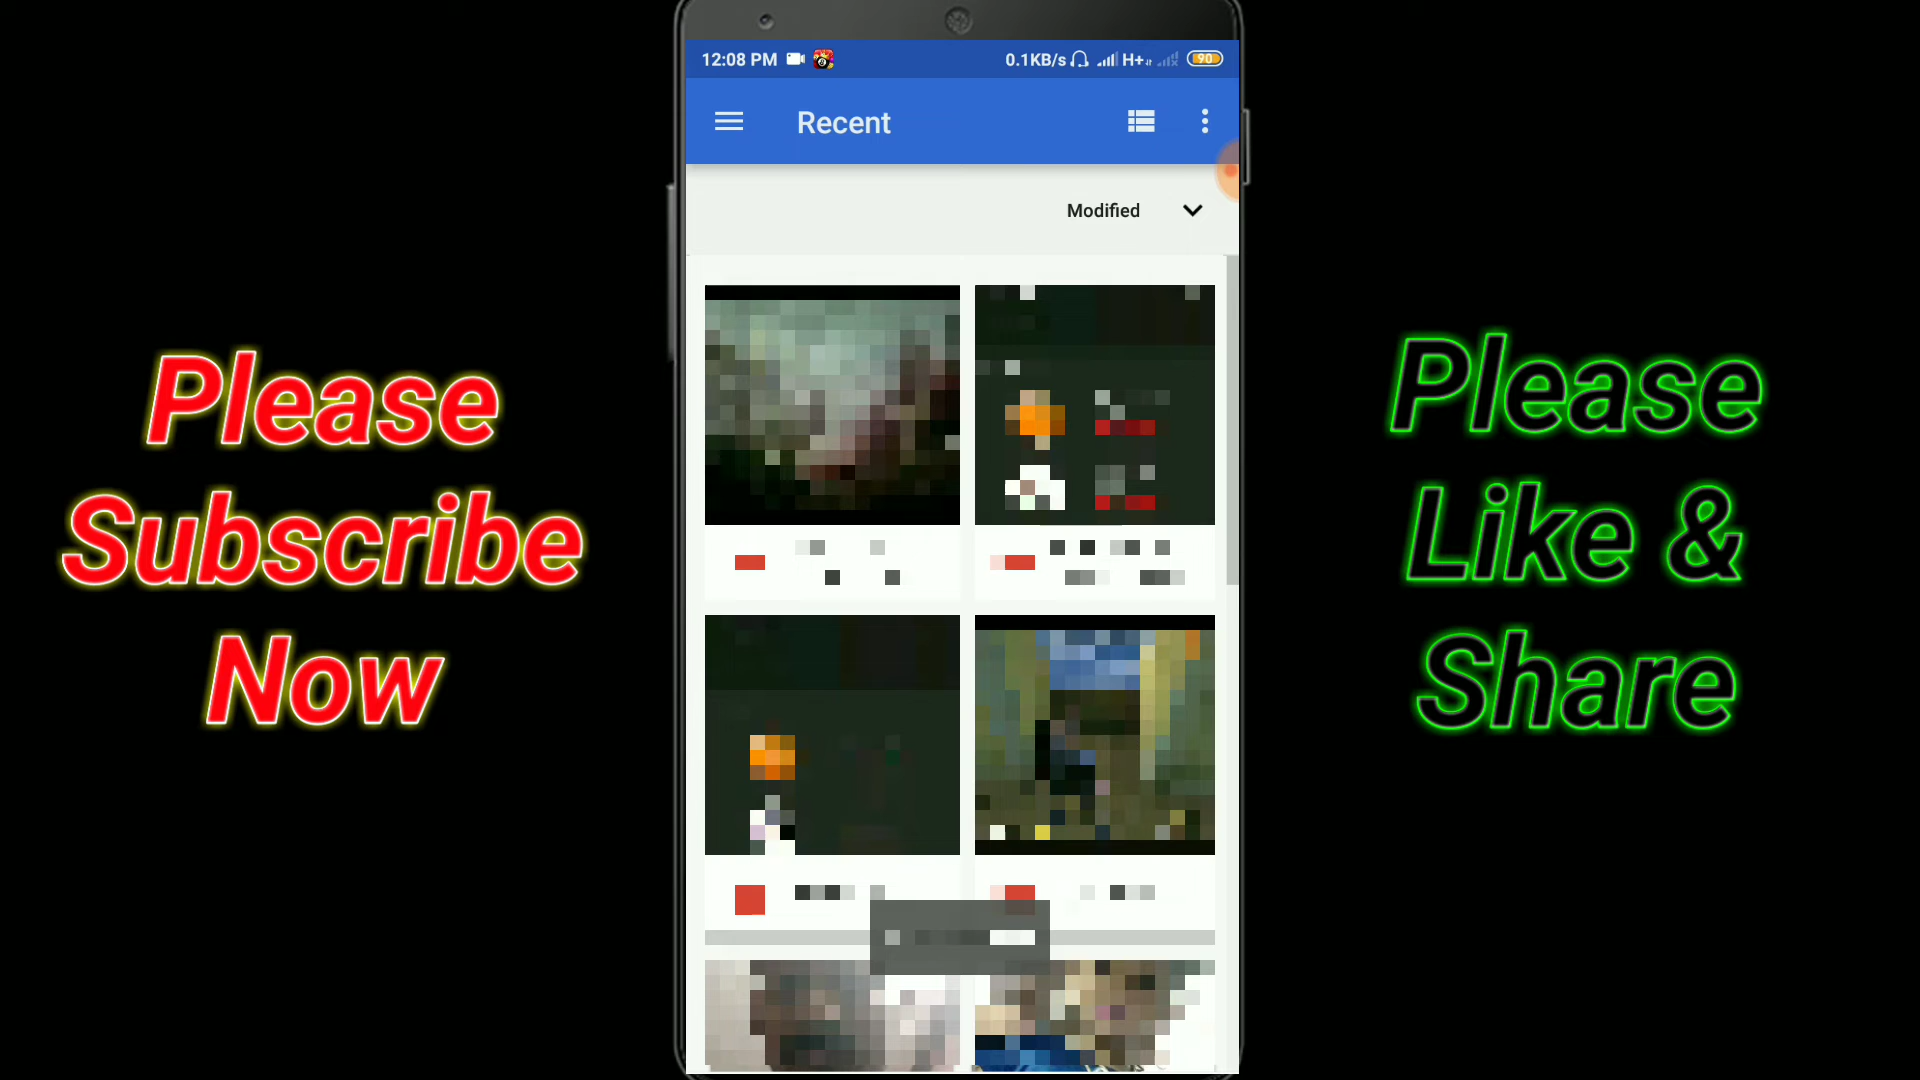 Please
Subscribe
Now
12:08 PM
0.1KB/s H+ 90
Recent
Modified
Please
Like &
Share